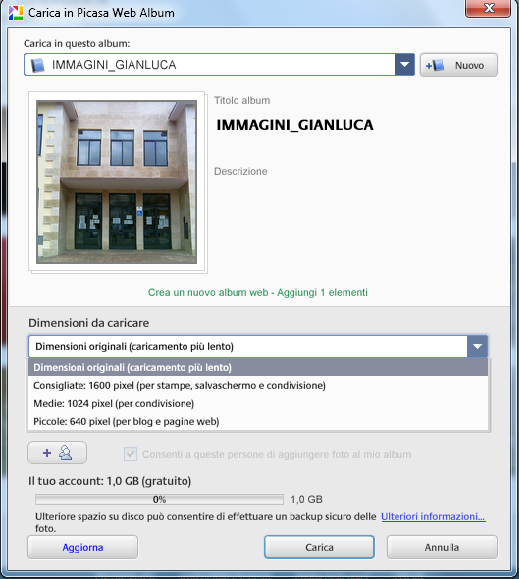 Carica in Picasa Web Album
Carica in questo album:
IMMAGINI_GIANLUCA
Nuovo
Titolo album
IMMAGINI_GIANLUCA
Descrizione
Crea un nuovo album web - Aggiungi 1 elementi
Dimensioni da caricare
Dimensioni originali (caricamento più lento)
Dimensioni originali (caricamento più lento)
Consigliate: 1600 pixel (per stampe, salvaschermo e condivisione)
Medie: 1024 pixel (per condivisione)
Piccole: 640 pixel (per blog e pagine web)
Consenti a queste persone di aggiungere foto al mio album
Il tuo account: 1,0 GB (gratuito)
0% 1,0 GB
Ulteriore spazio su disco può consentire di effettuare un backup sicuro delle Ulteriori informazioni...
foto.
Aggiorna Carica Annulla